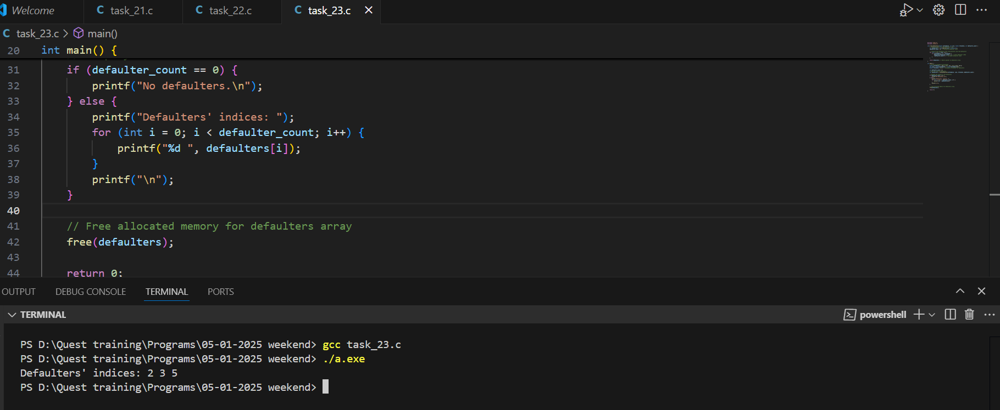 Welcome
C task_21.c
C task_22.c
C task_23.c
C task_23.c > main()
20 int main() {
31 if (defaulter_count == 0) {
32 printf("No defaulters.\n");
33 } else {
34 printf("Defaulters' indices: ");
35 for (int i = 0; i < defaulter_count; i++) {
36 printf("%d ", defaulters[i]);
37 }
38 printf("\n");
39 }
40
41 // Free allocated memory for defaulters array
42 free(defaulters);
43
44 return 0;
OUTPUT DEBUG CONSOLE TERMINAL PORTS
TERMINAL
powershell
PS D:\Quest training\Programs\05-01-2025 weekend> gcc task_23.c
PS D:\Quest training\Programs\05-01-2025 weekend> ./a.exe
Defaulters' indices: 2 3 5
PS D:\Quest training\Programs\05-01-2025 weekend>